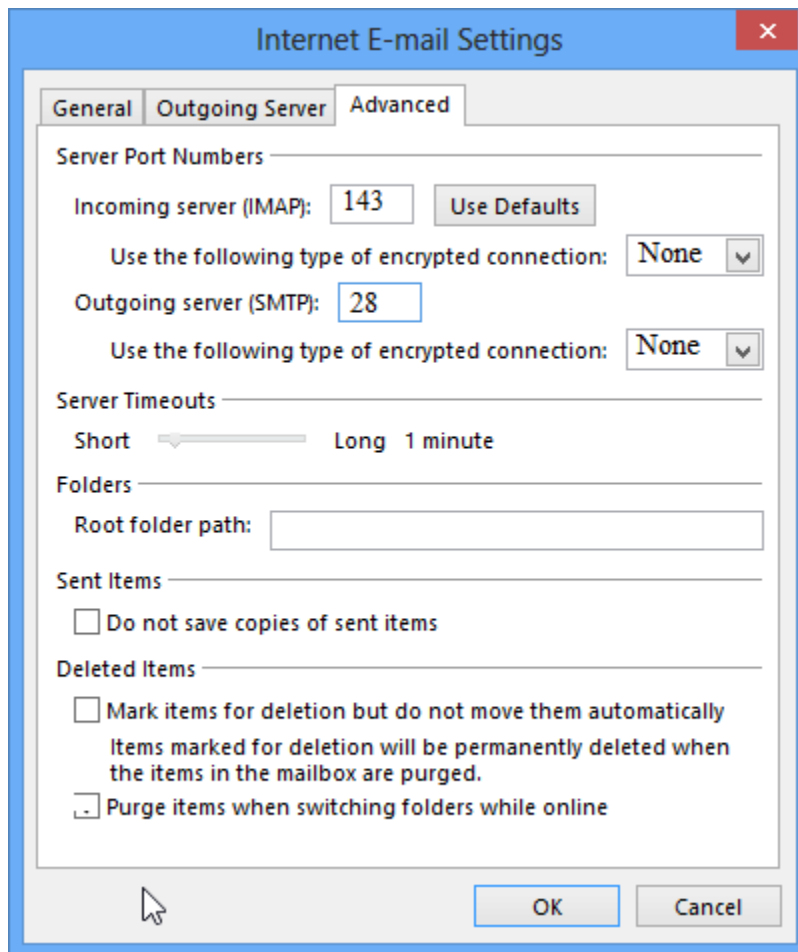 Internet E-mail Settings
General Outgoing Server Advanced
Server Port Numbers
Incoming server (IMAP): 143 Use Defaults
Use the following type of encrypted connection: None
Outgoing server (SMTP): 28
Use the following type of encrypted connection: None
Server Timeouts
Short Long 1 minute
Folders
Root folder path:
Sent Items
Do not save copies of sent items
Deleted Items
Mark items for deletion but do not move them automatically
Items marked for deletion will be permanently deleted when
the items in the mailbox are purged.
Purge items when switching folders while online
OK Cancel